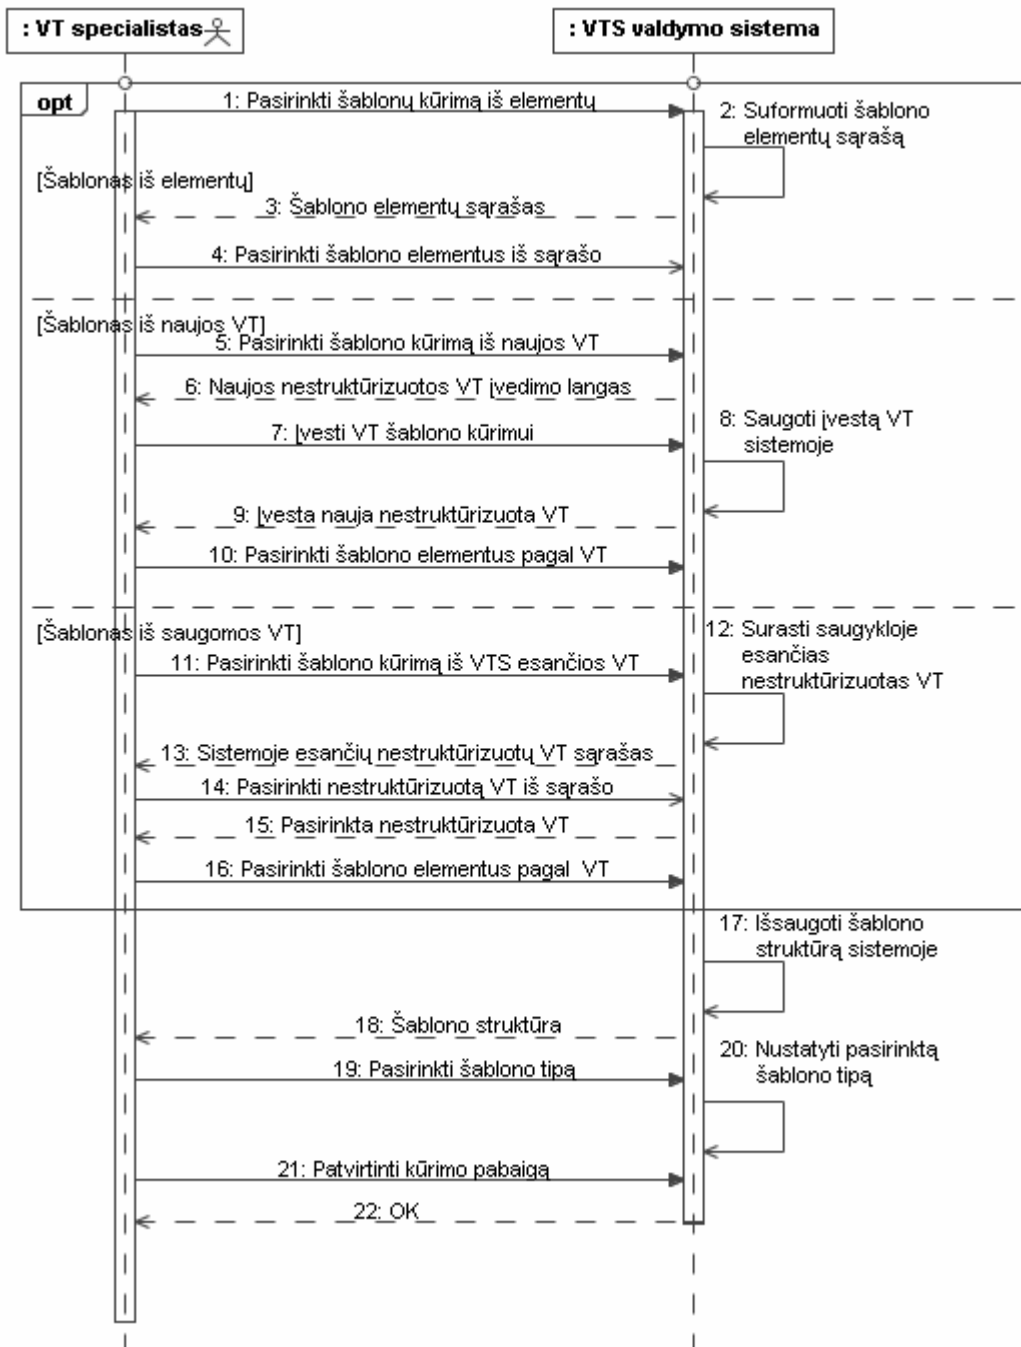 : VT specialistas
: VTS valdymo sistema
opt
1: Pasirinkti šablonų kūrimą iš elementų
2: Suformuoti šablono
elementų sąrašą
[Šablonas iš elementų]
3: Šablono elementų sąrašas
4: Pasirinkti šablono elementus iš sąrašo
[Šablonas iš naujos VT]
5: Pasirinkti šablono kūrimą iš naujos VT
6: Naujos nestruktūrizuotos VT įvedimo langas
7: Įvesti VT šablono kūrimui
8: Saugoti įvestą VT
sistemoje
9: Įvesta nauja nestruktūrizuota VT
10: Pasirinkti šablono elementus pagal VT
[Šablonas iš saugomos VT]
11: Pasirinkti šablono kūrimą iš VTS esančios VT
12: Surasti saugykloje
esančias
nestruktūrizuotas VT
13: Sistemoje esančių nestruktūrizuotų VT sąrašas
14: Pasirinkti nestruktūrizuotą VT iš sąrašo
15: Pasirinkta nestruktūrizuota VT
16: Pasirinkti šablono elementus pagal VT
17: Išsaugoti šablono
struktūrą sistemoje
18: Šablono struktūra
19: Pasirinkti šablono tipą
20: Nustatyti pasirinktą
šablono tipą
21: Patvirtinti kūrimo pabaigą
22: OK